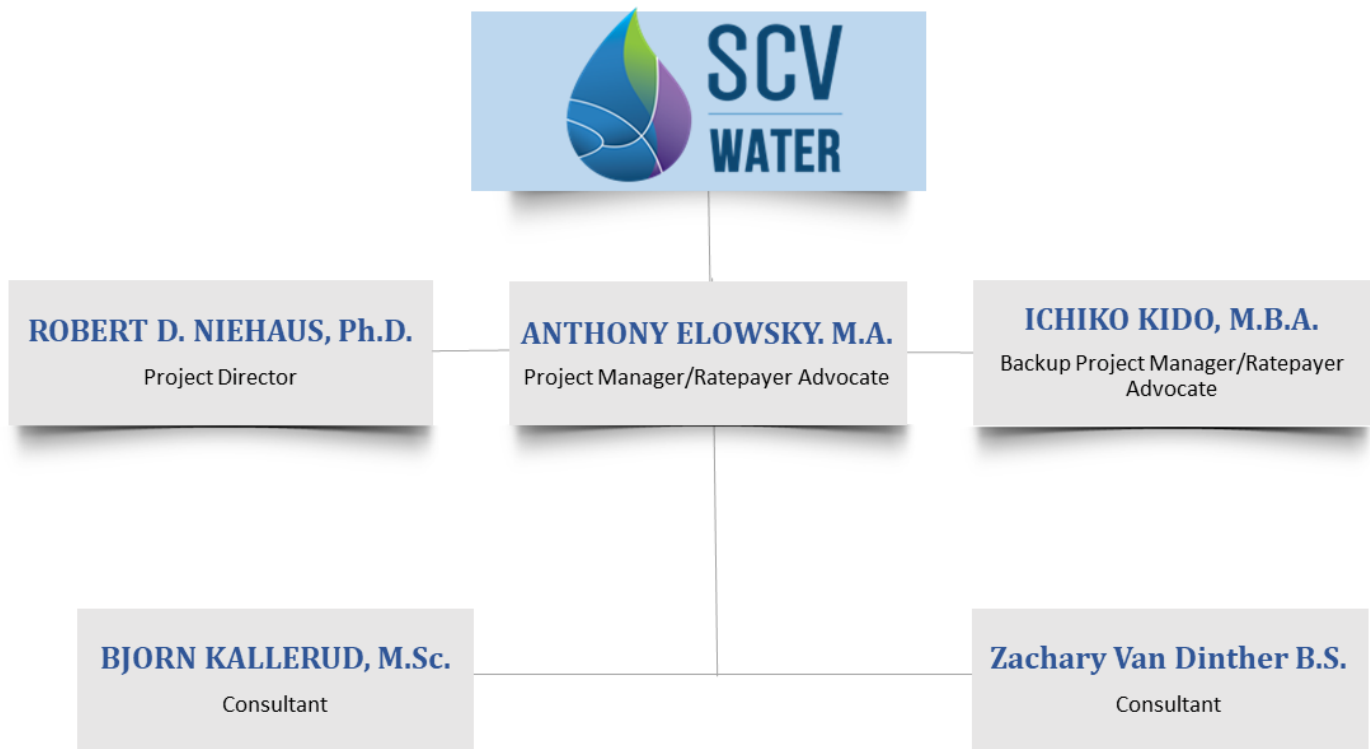 SCV
WATER
ROBERT D. NIEHAUS, Ph.D.
Project Director
ANTHONY ELOWSKY. M.A.
Project Manager/Ratepayer Advocate
ICHIKO KIDO, M.B.A.
Backup Project Manager/Ratepayer
Advocate
BJORN KALLERUD, M.Sc.
Consultant
Zachary Van Dinther B.S.
Consultant